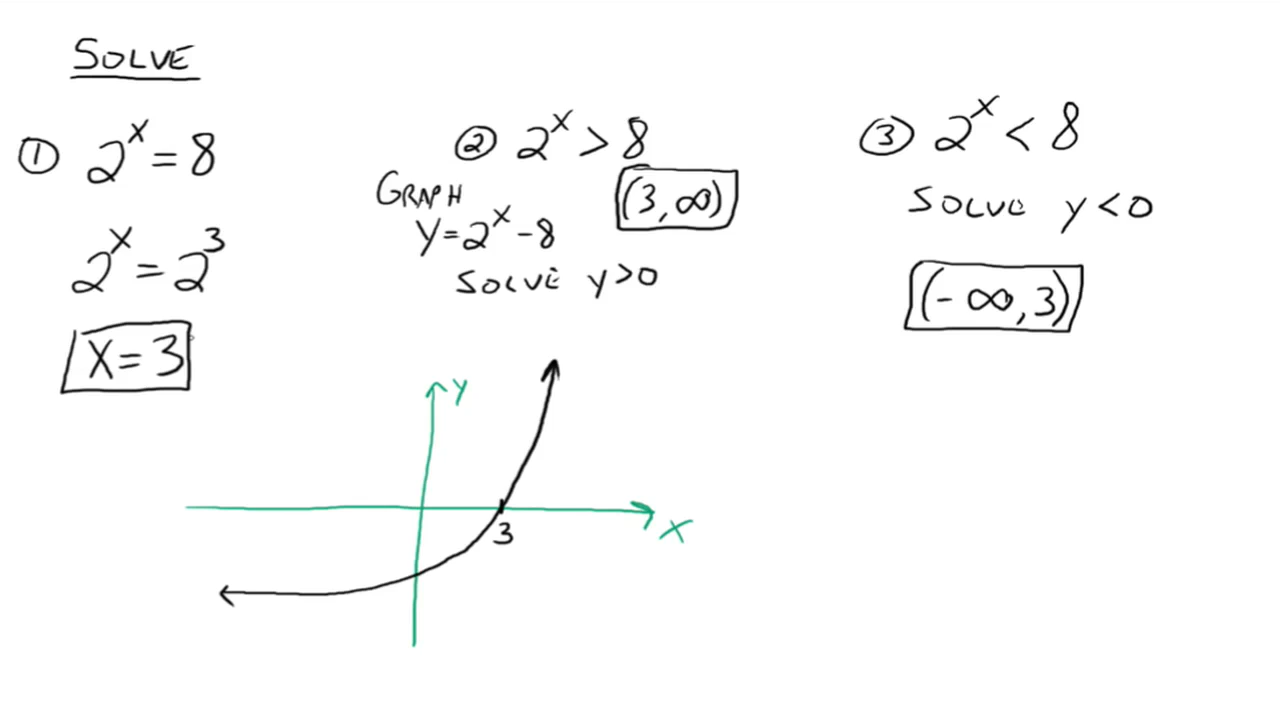 SOLVE
① 2^x = 8
2^x = 2^3
X = 3
② 2^x > 8
(3, ∞)
GRAPH
Y = 2^x - 8
SOLVE y > 0
③ 2^x < 8
SOLVE y < 0
(- ∞, 3)
Y
X
3